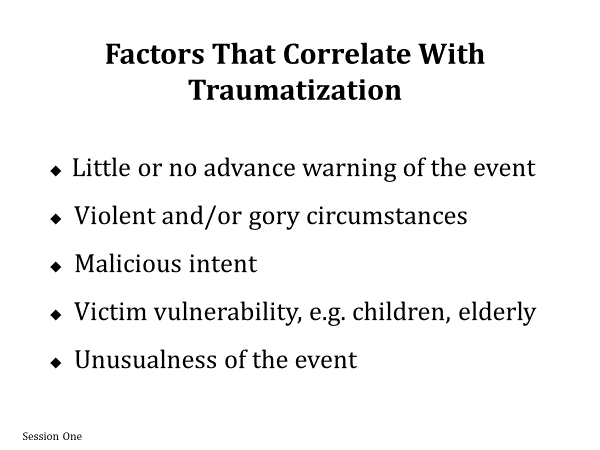 Factors That Correlate With
Traumatization
◆ Little or no advance warning of the event
◆ Violent and/or gory circumstances
◆ Malicious intent
◆ Victim vulnerability, e.g. children, elderly
◆ Unusualness of the event
Session One